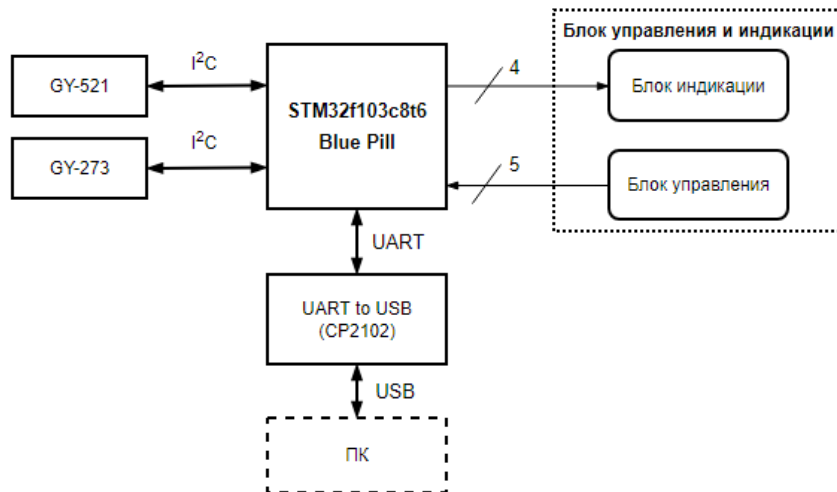 Блок управления и индикации
GY-521
I²C
STM32f103c8t6
Blue Pill
4
Блок индикации
GY-273
I²C
5
Блок управления
UART
UART to USB
(CP2102)
USB
ПК